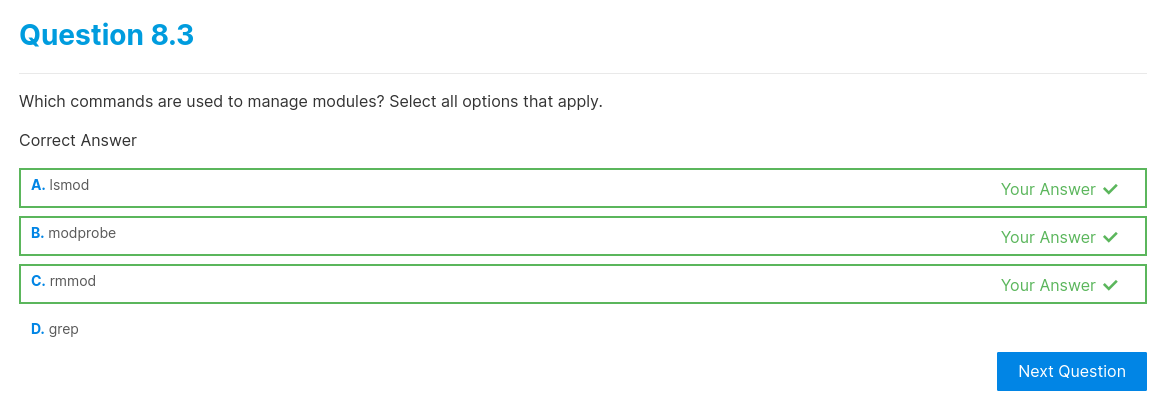 Question 8.3
Which commands are used to manage modules? Select all options that apply.
Correct Answer
A. lsmod Your Answer ✓
B. modprobe Your Answer ✓
C. rmmod Your Answer ✓
D. grep
Next Question